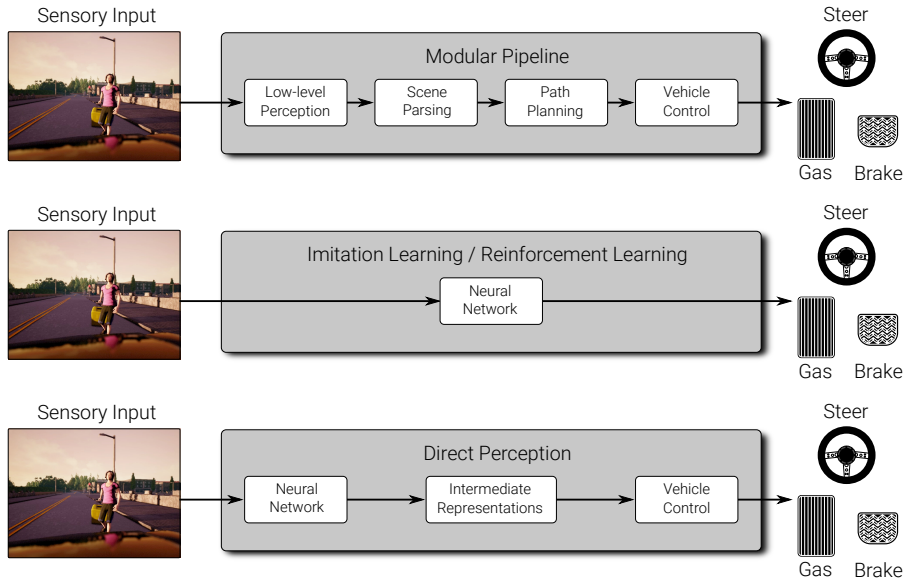 Sensory Input
Steer
Modular Pipeline
Low-level
Perception
Scene
Parsing
Path
Planning
Vehicle
Control
Gas
Brake
Sensory Input
Steer
Imitation Learning / Reinforcement Learning
Neural
Network
Gas
Brake
Sensory Input
Steer
Direct Perception
Neural
Network
Intermediate
Representations
Vehicle
Control
Gas
Brake